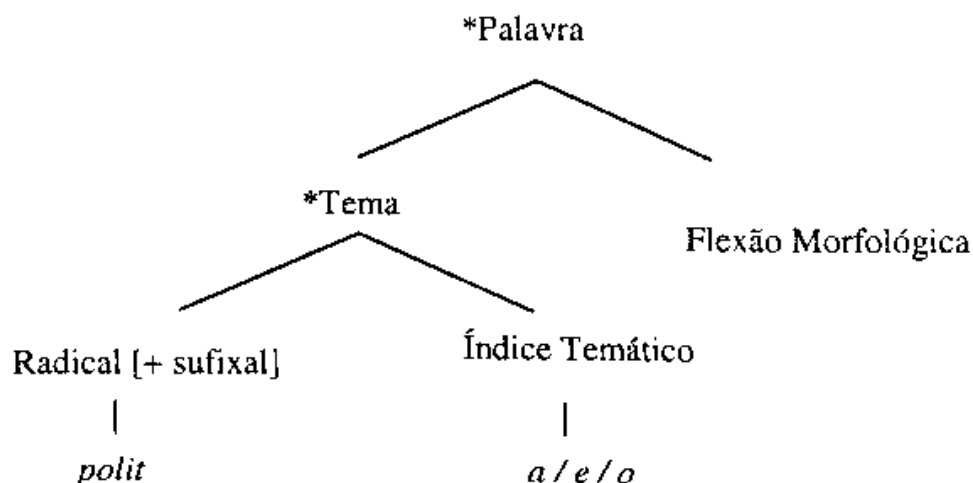 *Palavra
*Tema
Flexão Morfológica
Radical [+ sufixal]
Índice Temático
polit
a / e / o